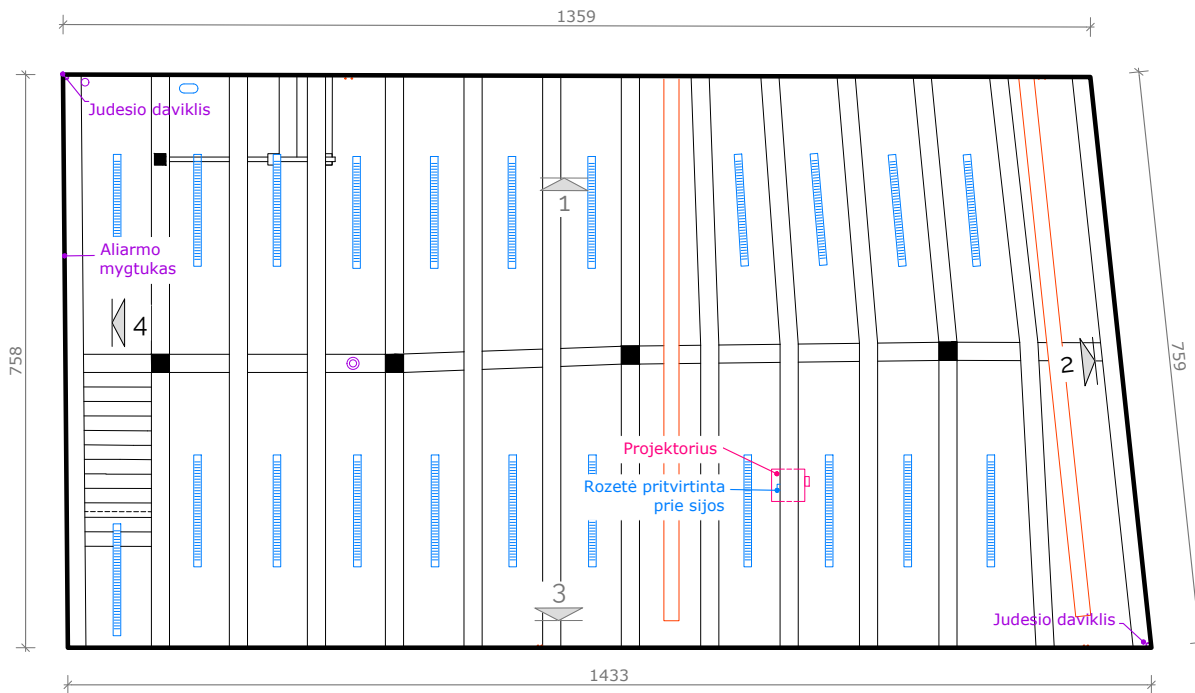 1359
Judesio daviklis
1
Aliarmo
mygtukas
4
758
2
759
Projektorius
Rozetė pritvirtinta
prie sijos
3
Judesio daviklis
1433